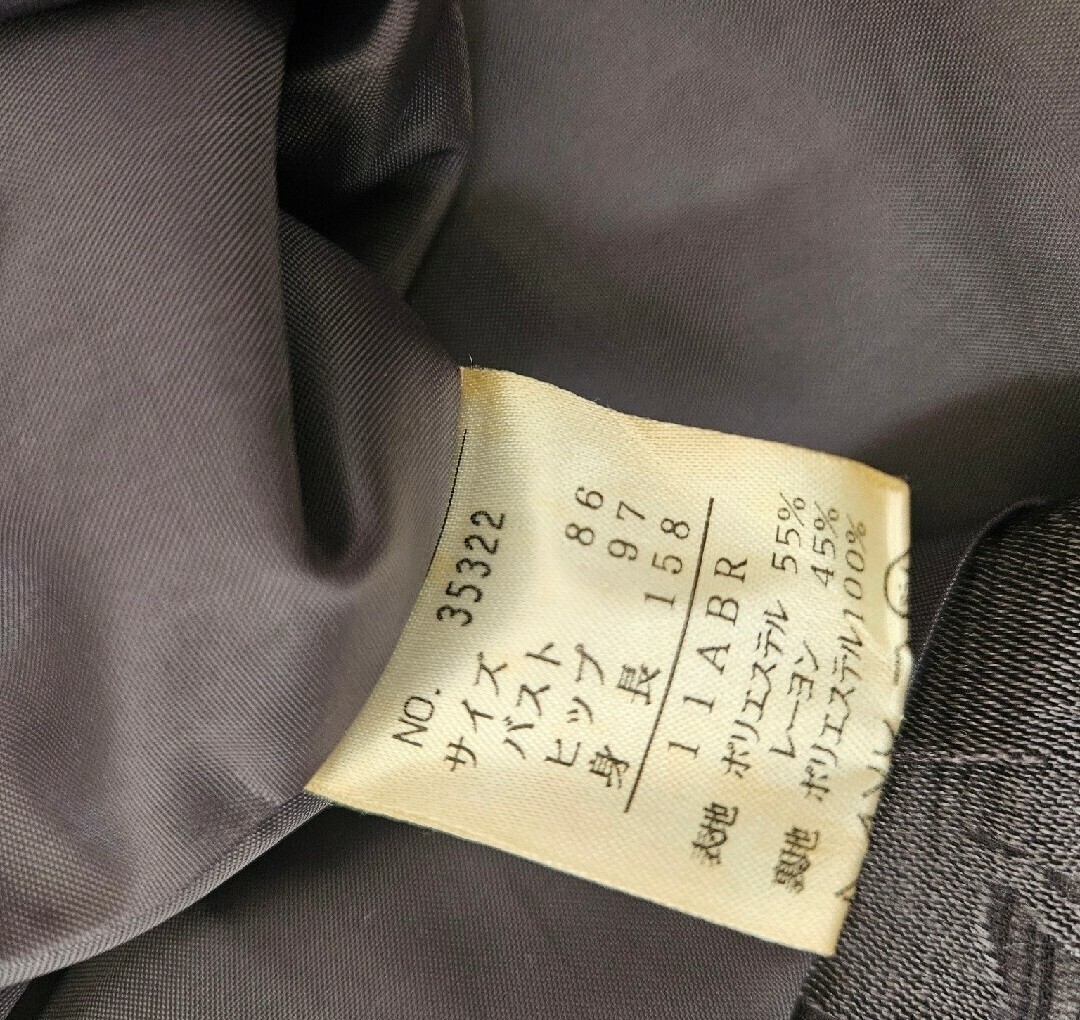 NO. 35322
サイズ
バスト 86
ヒップ 97
身長 158
11ABR
表地 ポリエステル 55%
レーヨン 45%
裏地 ポリエステル100%